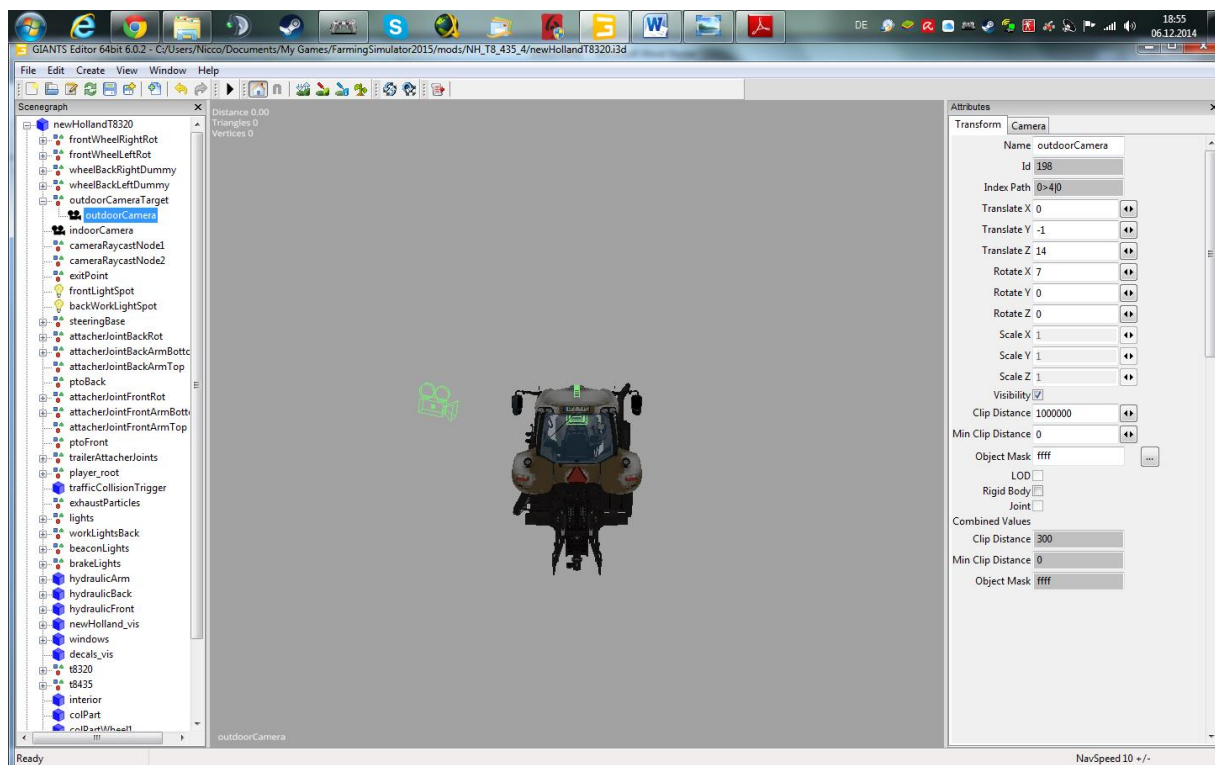 DE
18:55
06.12.2014
GIANTS Editor 64bit 6.0.2 - C:/Users/Nicco/Documents/My Games/FarmingSimulator2015/mods/NH_T8_435_4/newHollandT8320.i3d
File Edit Create View Window Help
Scenegraph
newHollandT8320
frontWheelRightRot
frontWheelLeftRot
wheelBackRightDummy
wheelBackLeftDummy
outdoorCameraTarget
outdoorCamera
indoorCamera
cameraRaycastNode1
cameraRaycastNode2
exitPoint
frontLightSpot
backWorkLightSpot
steeringBase
attacherJointBackRot
attacherJointBackArmBotto
attacherJointBackArmTop
ptoBack
attacherJointFrontRot
attacherJointFrontArmBott
attacherJointFrontArmTop
ptoFront
trailerAttacherJoints
player_root
trafficCollisionTrigger
exhaustParticles
lights
workLightsBack
beaconLights
brakeLights
hydraulicArm
hydraulicBack
hydraulicFront
newHolland_vis
windows
decals_vis
t8320
t8435
interior
colPart
colPartWheel1
Distance 0.00
Triangles 0
Vertices 0
outdoorCamera
Attributes
Transform Camera
Name outdoorCamera
Id 198
Index Path 0>4|0
Translate X 0
Translate Y -1
Translate Z 14
Rotate X 7
Rotate Y 0
Rotate Z 0
Scale X 1
Scale Y 1
Scale Z 1
Visibility
Clip Distance 1000000
Min Clip Distance 0
Object Mask ffff ...
LOD
Rigid Body
Joint
Combined Values
Clip Distance 300
Min Clip Distance 0
Object Mask ffff
Ready
NavSpeed 10 +/-